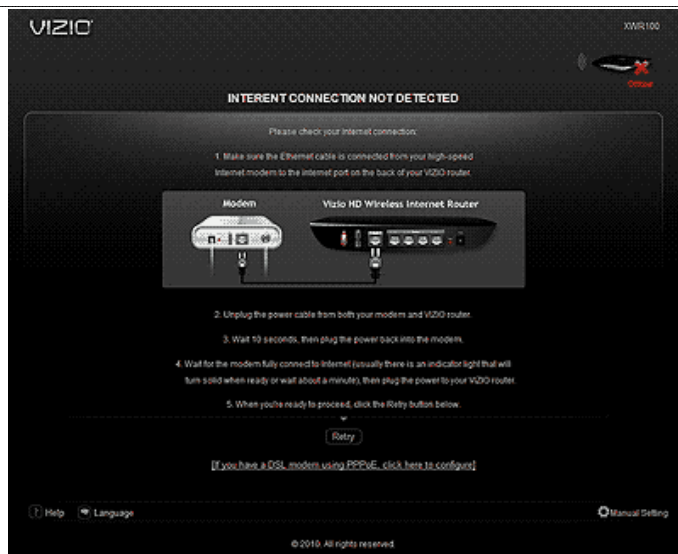 VIZIO
XWR100
Offline
INTERENT CONNECTION NOT DETECTED
Please check your internet connection:
1. Make sure the Ethernet cable is connected from your high-speed
Internet modem to the internet port on the back of your VIZIO router.
Modem
Vizio HD Wireless Internet Router
2. Unplug the power cable from both your modem and VIZIO router.
3. Wait 10 seconds, then plug the power back into the modem.
4. Wait for the modem fully connect to Internet (usually there is an indicator light that will
turn solid when ready or wait about a minute), then plug the power to your VIZIO router.
5. When you're ready to proceed, click the Retry button below.
Retry
[If you have a DSL modem using PPPoE, click here to configure]
? Help
Language
Manual Setting
© 2010. All rights reserved.